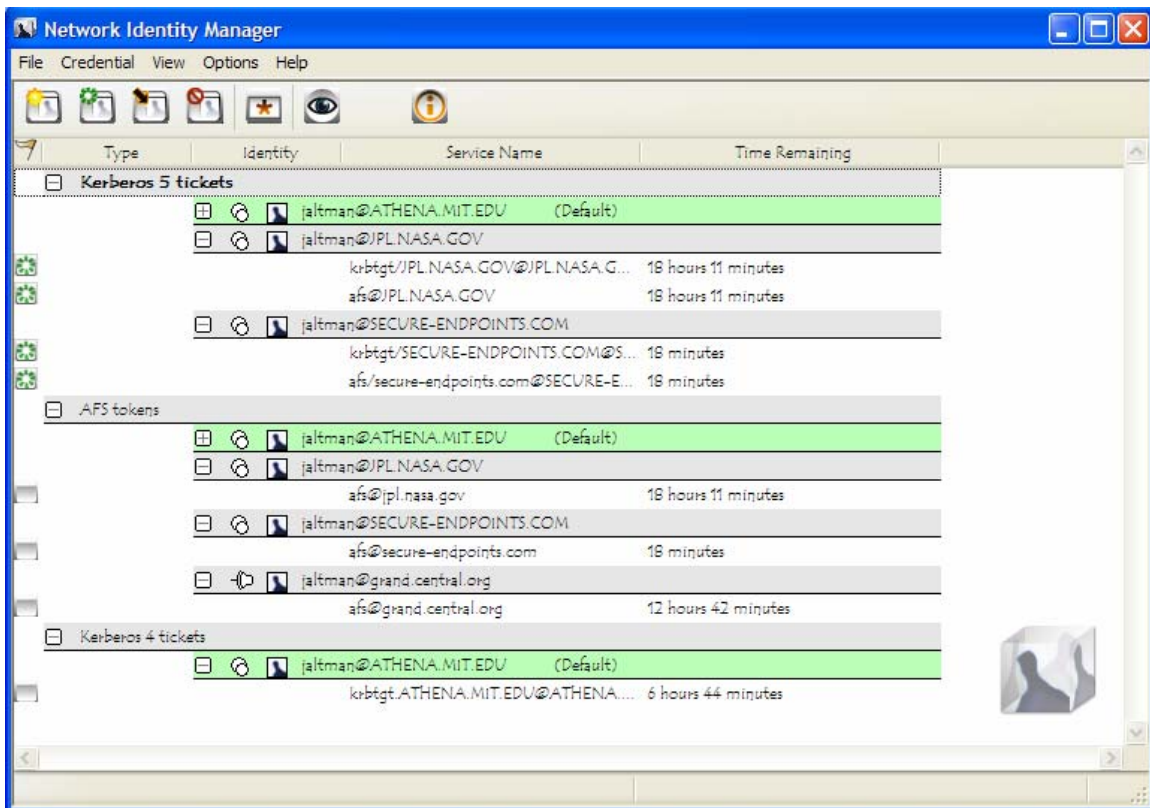 Network Identity Manager
File Credential View Options Help
Type Identity Service Name Time Remaining
Kerberos 5 tickets
jaltman@ATHENA.MIT.EDU (Default)
jaltman@JPL.NASA.GOV
krbtgt/JPL.NASA.GOV@JPL.NASA.G... 18 hours 11 minutes
afs@JPL.NASA.GOV 18 hours 11 minutes
jaltman@SECURE-ENDPOINTS.COM
krbtgt/SECURE-ENDPOINTS.COM@S... 18 minutes
afs/secure-endpoints.com@SECURE-E... 18 minutes
AFS tokens
jaltman@ATHENA.MIT.EDU (Default)
jaltman@JPL.NASA.GOV
afs@jpl.nasa.gov 18 hours 11 minutes
jaltman@SECURE-ENDPOINTS.COM
afs@secure-endpoints.com 18 minutes
jaltman@grand.central.org
afs@grand.central.org 12 hours 42 minutes
Kerberos 4 tickets
jaltman@ATHENA.MIT.EDU (Default)
krbtgt.ATHENA.MIT.EDU@ATHENA.... 6 hours 44 minutes